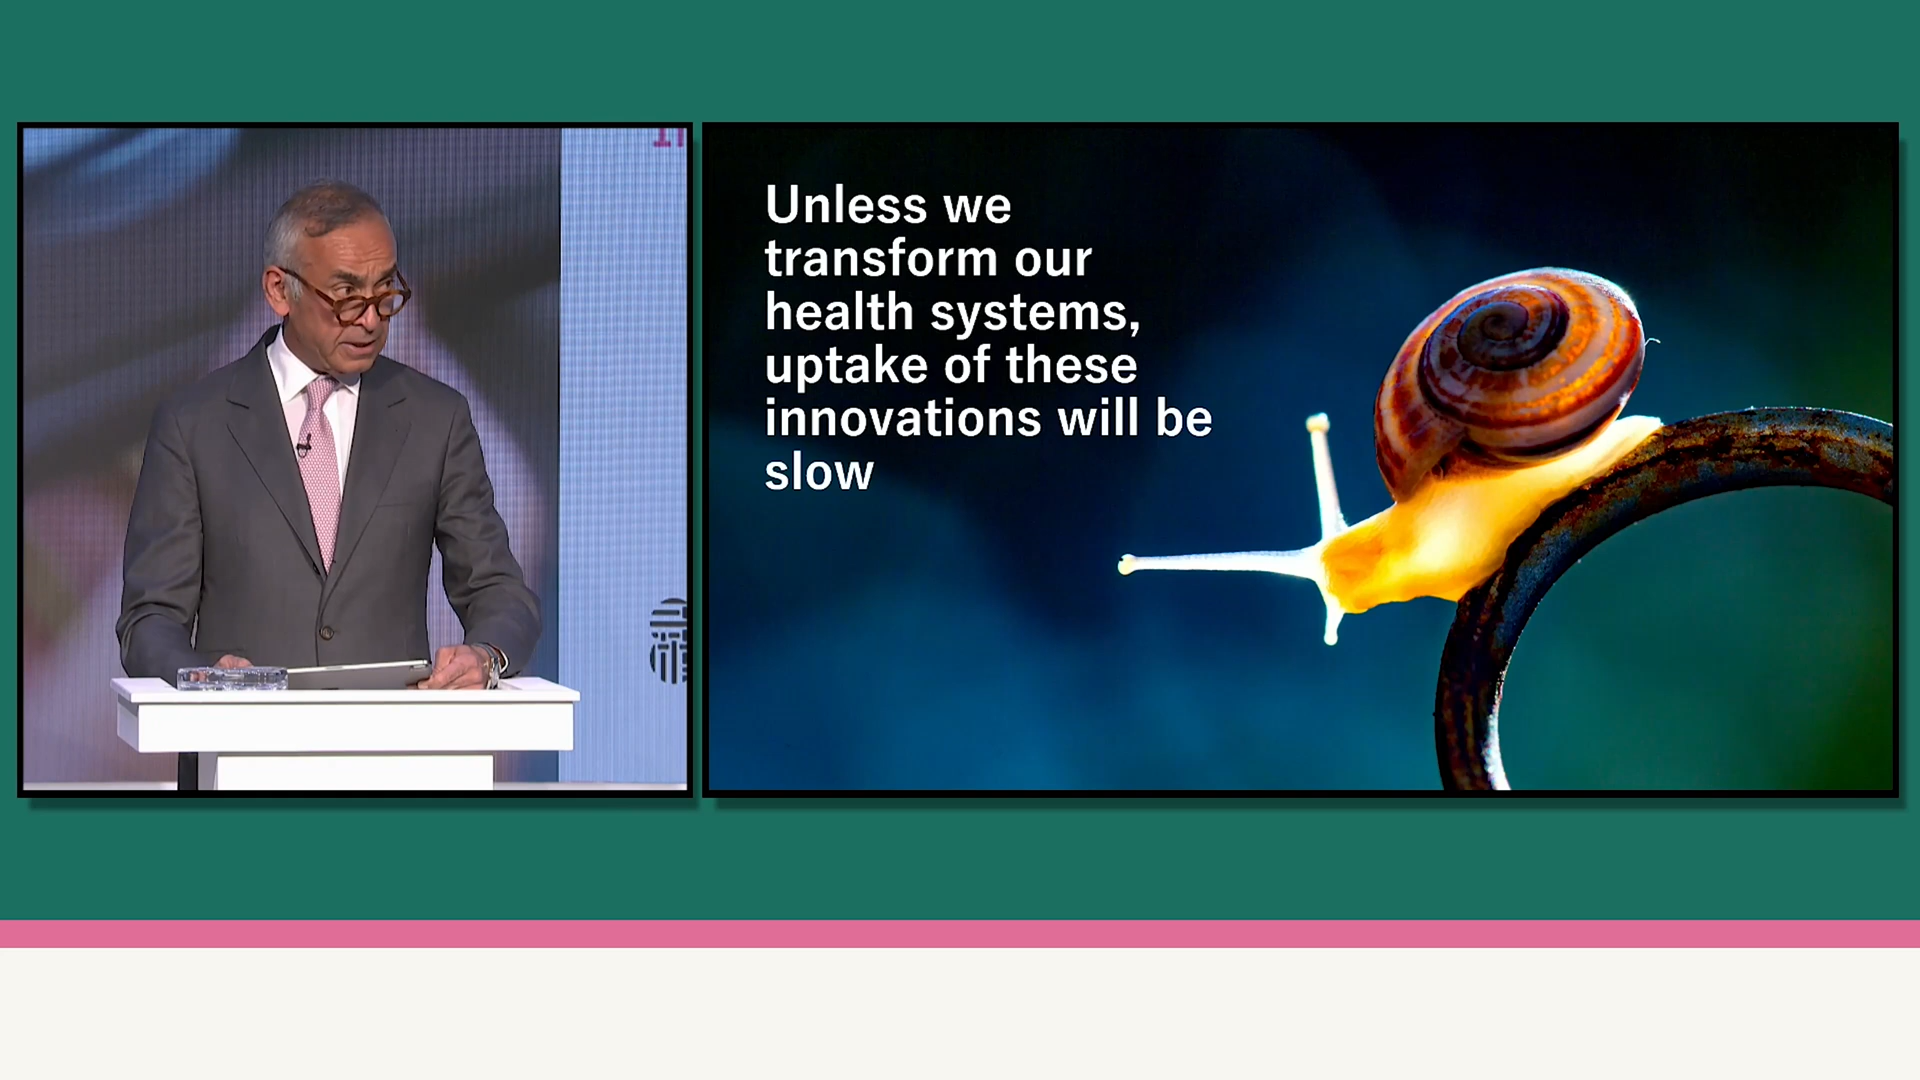 Unless we
transform our
health systems,
uptake of these
innovations will be
slow